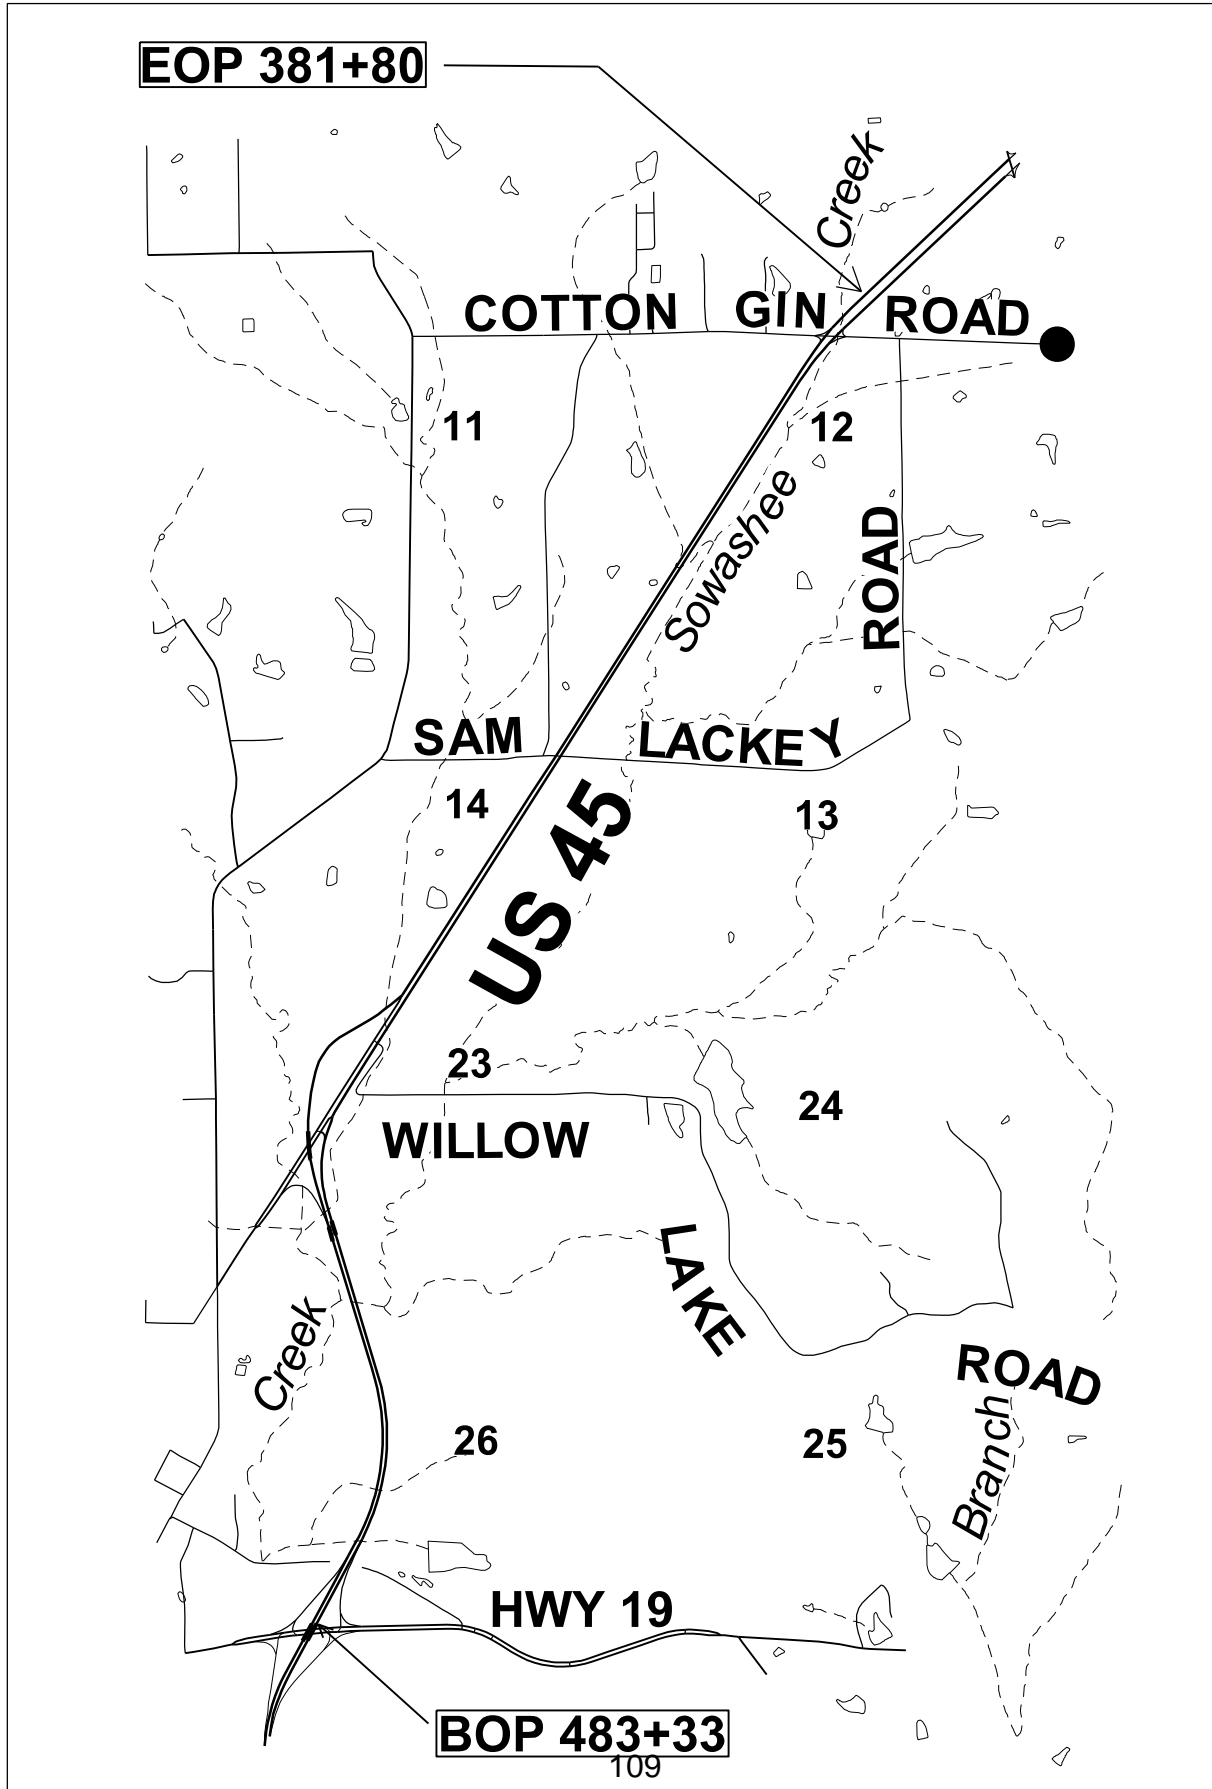 EOP 381+80
Creek
COTTON GIN ROAD
11
12
Sowashee
ROAD
SAM LACKEY
14
13
US 45
23
24
WILLOW
LAKE
Creek
ROAD
Branch
26
25
HWY 19
BOP 483+33
109